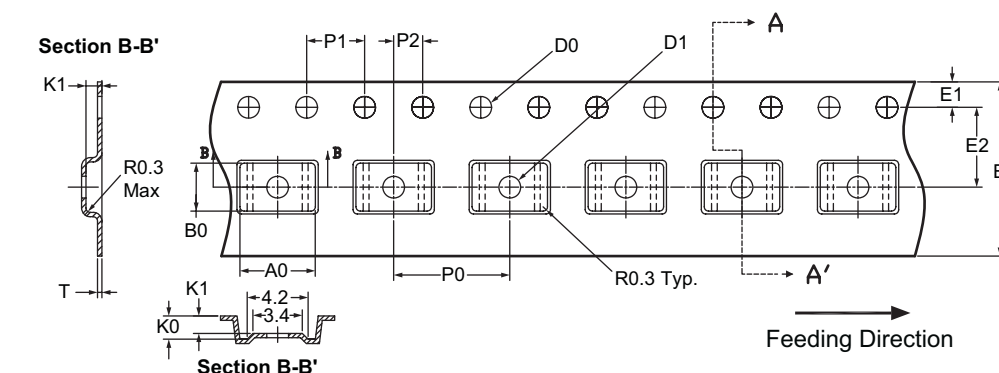 A
Section B-B'
P1
P2
D0
D1
K1
E1
E2
B
B
R0.3
Max
B0
A0
P0
R0.3 Typ.
A'
T
K1
4.2
K0
3.4
Feeding Direction
Section B-B'